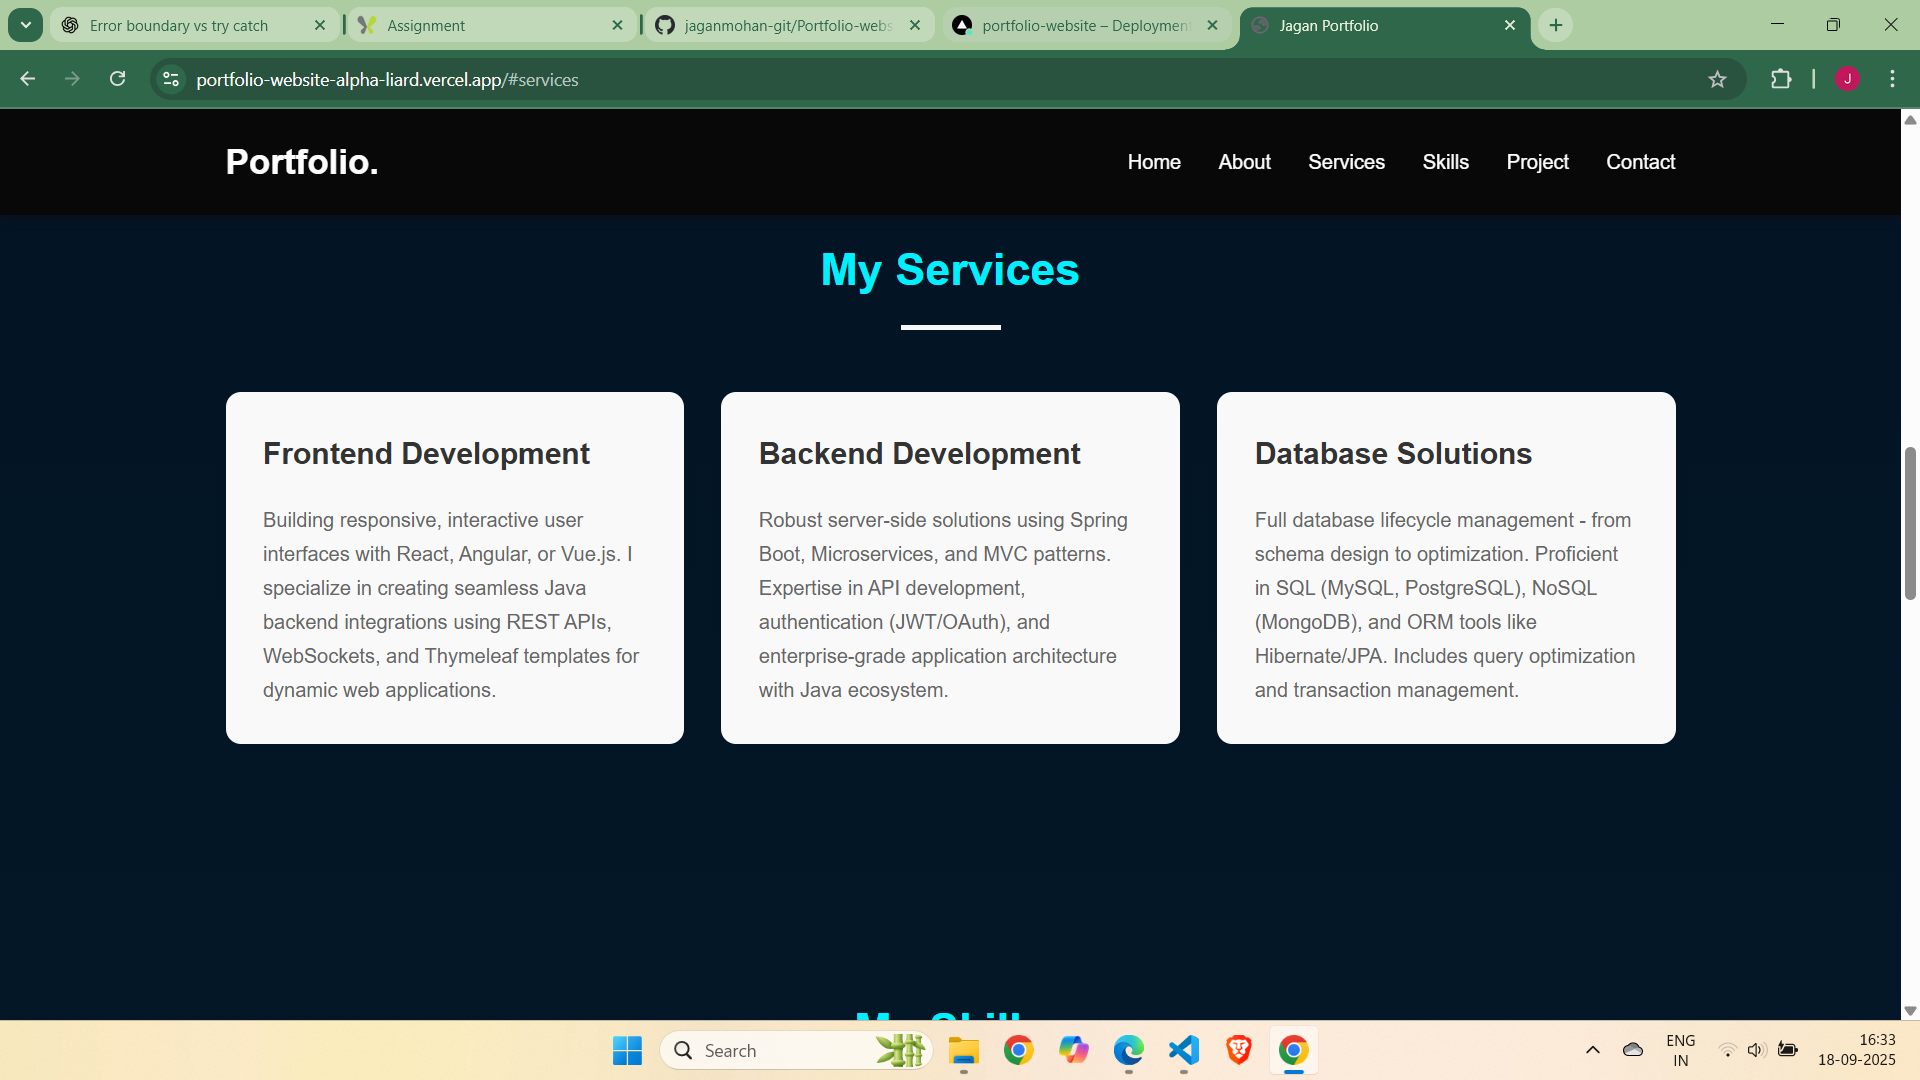 Error boundary vs try catch
Assignment
jaganmohan-git/Portfolio-webs
portfolio-website – Deployment
Jagan Portfolio
portfolio-website-alpha-liard.vercel.app/#services
J
Portfolio.
Home
About
Services
Skills
Project
Contact
My Services
Frontend Development
Building responsive, interactive user
interfaces with React, Angular, or Vue.js. I
specialize in creating seamless Java
backend integrations using REST APIs,
WebSockets, and Thymeleaf templates for
dynamic web applications.
Backend Development
Robust server-side solutions using Spring
Boot, Microservices, and MVC patterns.
Expertise in API development,
authentication (JWT/OAuth), and
enterprise-grade application architecture
with Java ecosystem.
Database Solutions
Full database lifecycle management - from
schema design to optimization. Proficient
in SQL (MySQL, PostgreSQL), NoSQL
(MongoDB), and ORM tools like
Hibernate/JPA. Includes query optimization
and transaction management.
My Skills
Search
ENG
IN
16:33
18-09-2025